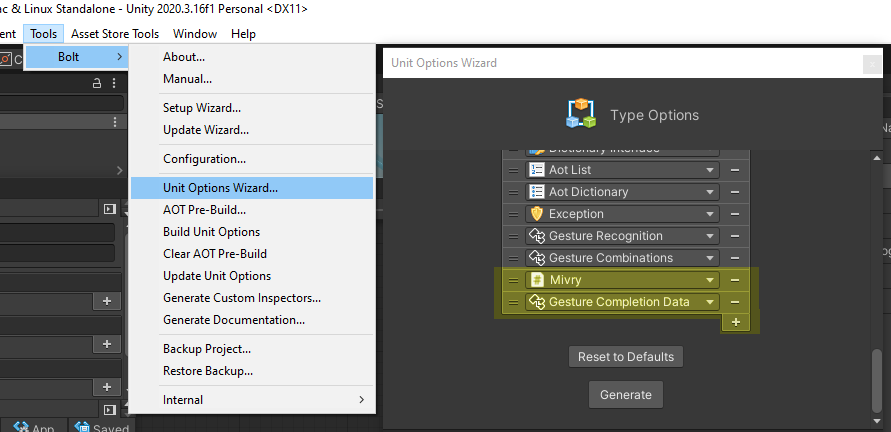 nc & Linux Standalone - Unity 2020.3.16f1 Personal <DX11>
ent Tools Asset Store Tools Window Help
Bolt
About...
Manual...
Setup Wizard...
Update Wizard...
Configuration...
Unit Options Wizard...
AOT Pre-Build...
Build Unit Options
Clear AOT Pre-Build
Update Unit Options
Generate Custom Inspectors...
Generate Documentation...
Backup Project...
Restore Backup...
Internal
App Saved
Unit Options Wizard
Type Options
Dictionary Interface
Aot List
Aot Dictionary
Exception
Gesture Recognition
Gesture Combinations
Mivry
Gesture Completion Data
Reset to Defaults
Generate